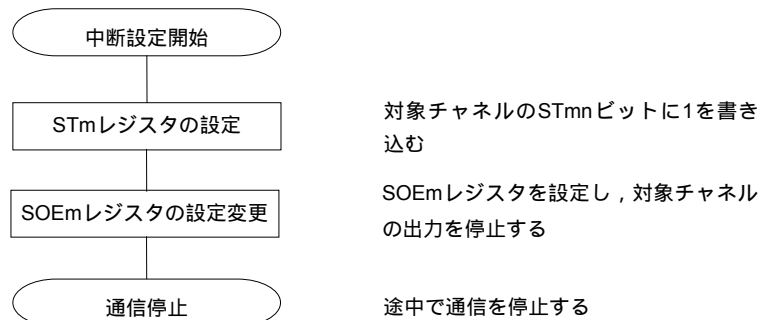 中断設定開始
STmレジスタの設定
対象チャネルのSTmnビットに1を書き
込む
SOEmレジスタの設定変更
SOEmレジスタを設定し，対象チャネル
の出力を停止する
通信停止
途中で通信を停止する